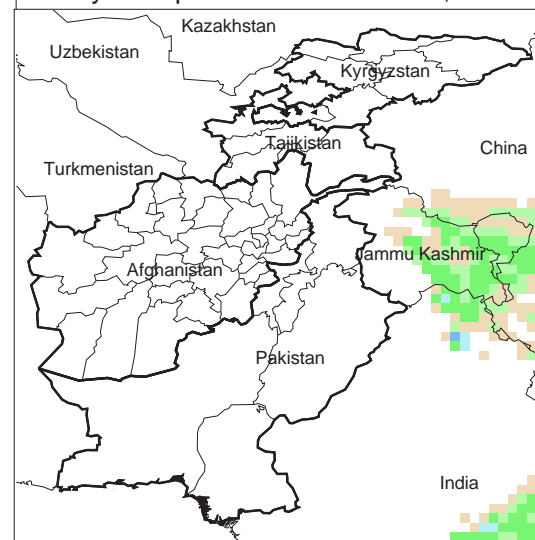 Kazakhstan
Uzbekistan
Kyrgyzstan
Tajikistan
China
Turkmenistan
Jammu Kashmir
Afghanistan
Pakistan
India